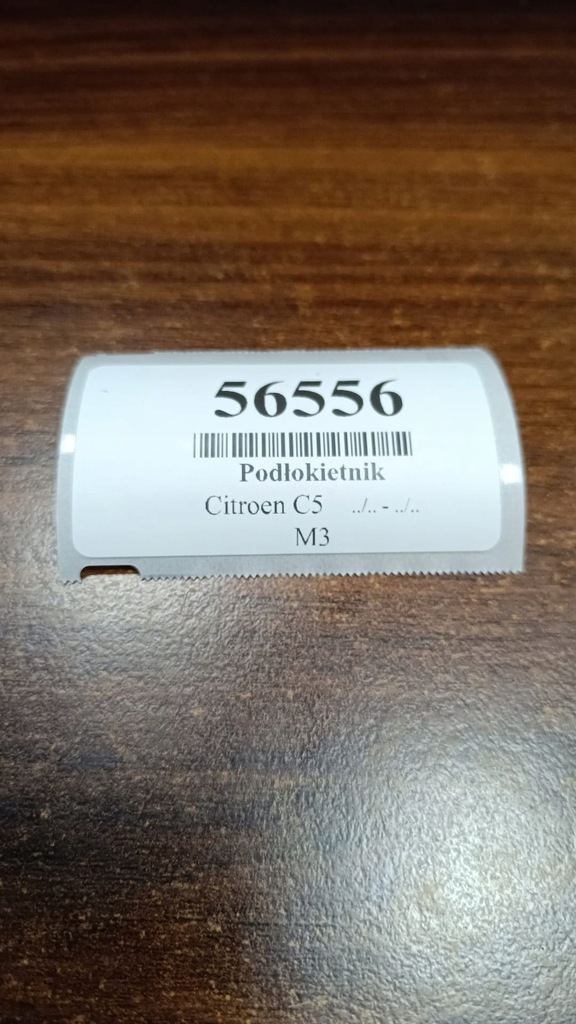 56556
Podłokietnik
Citroen C5 ../.. - ../..
M3